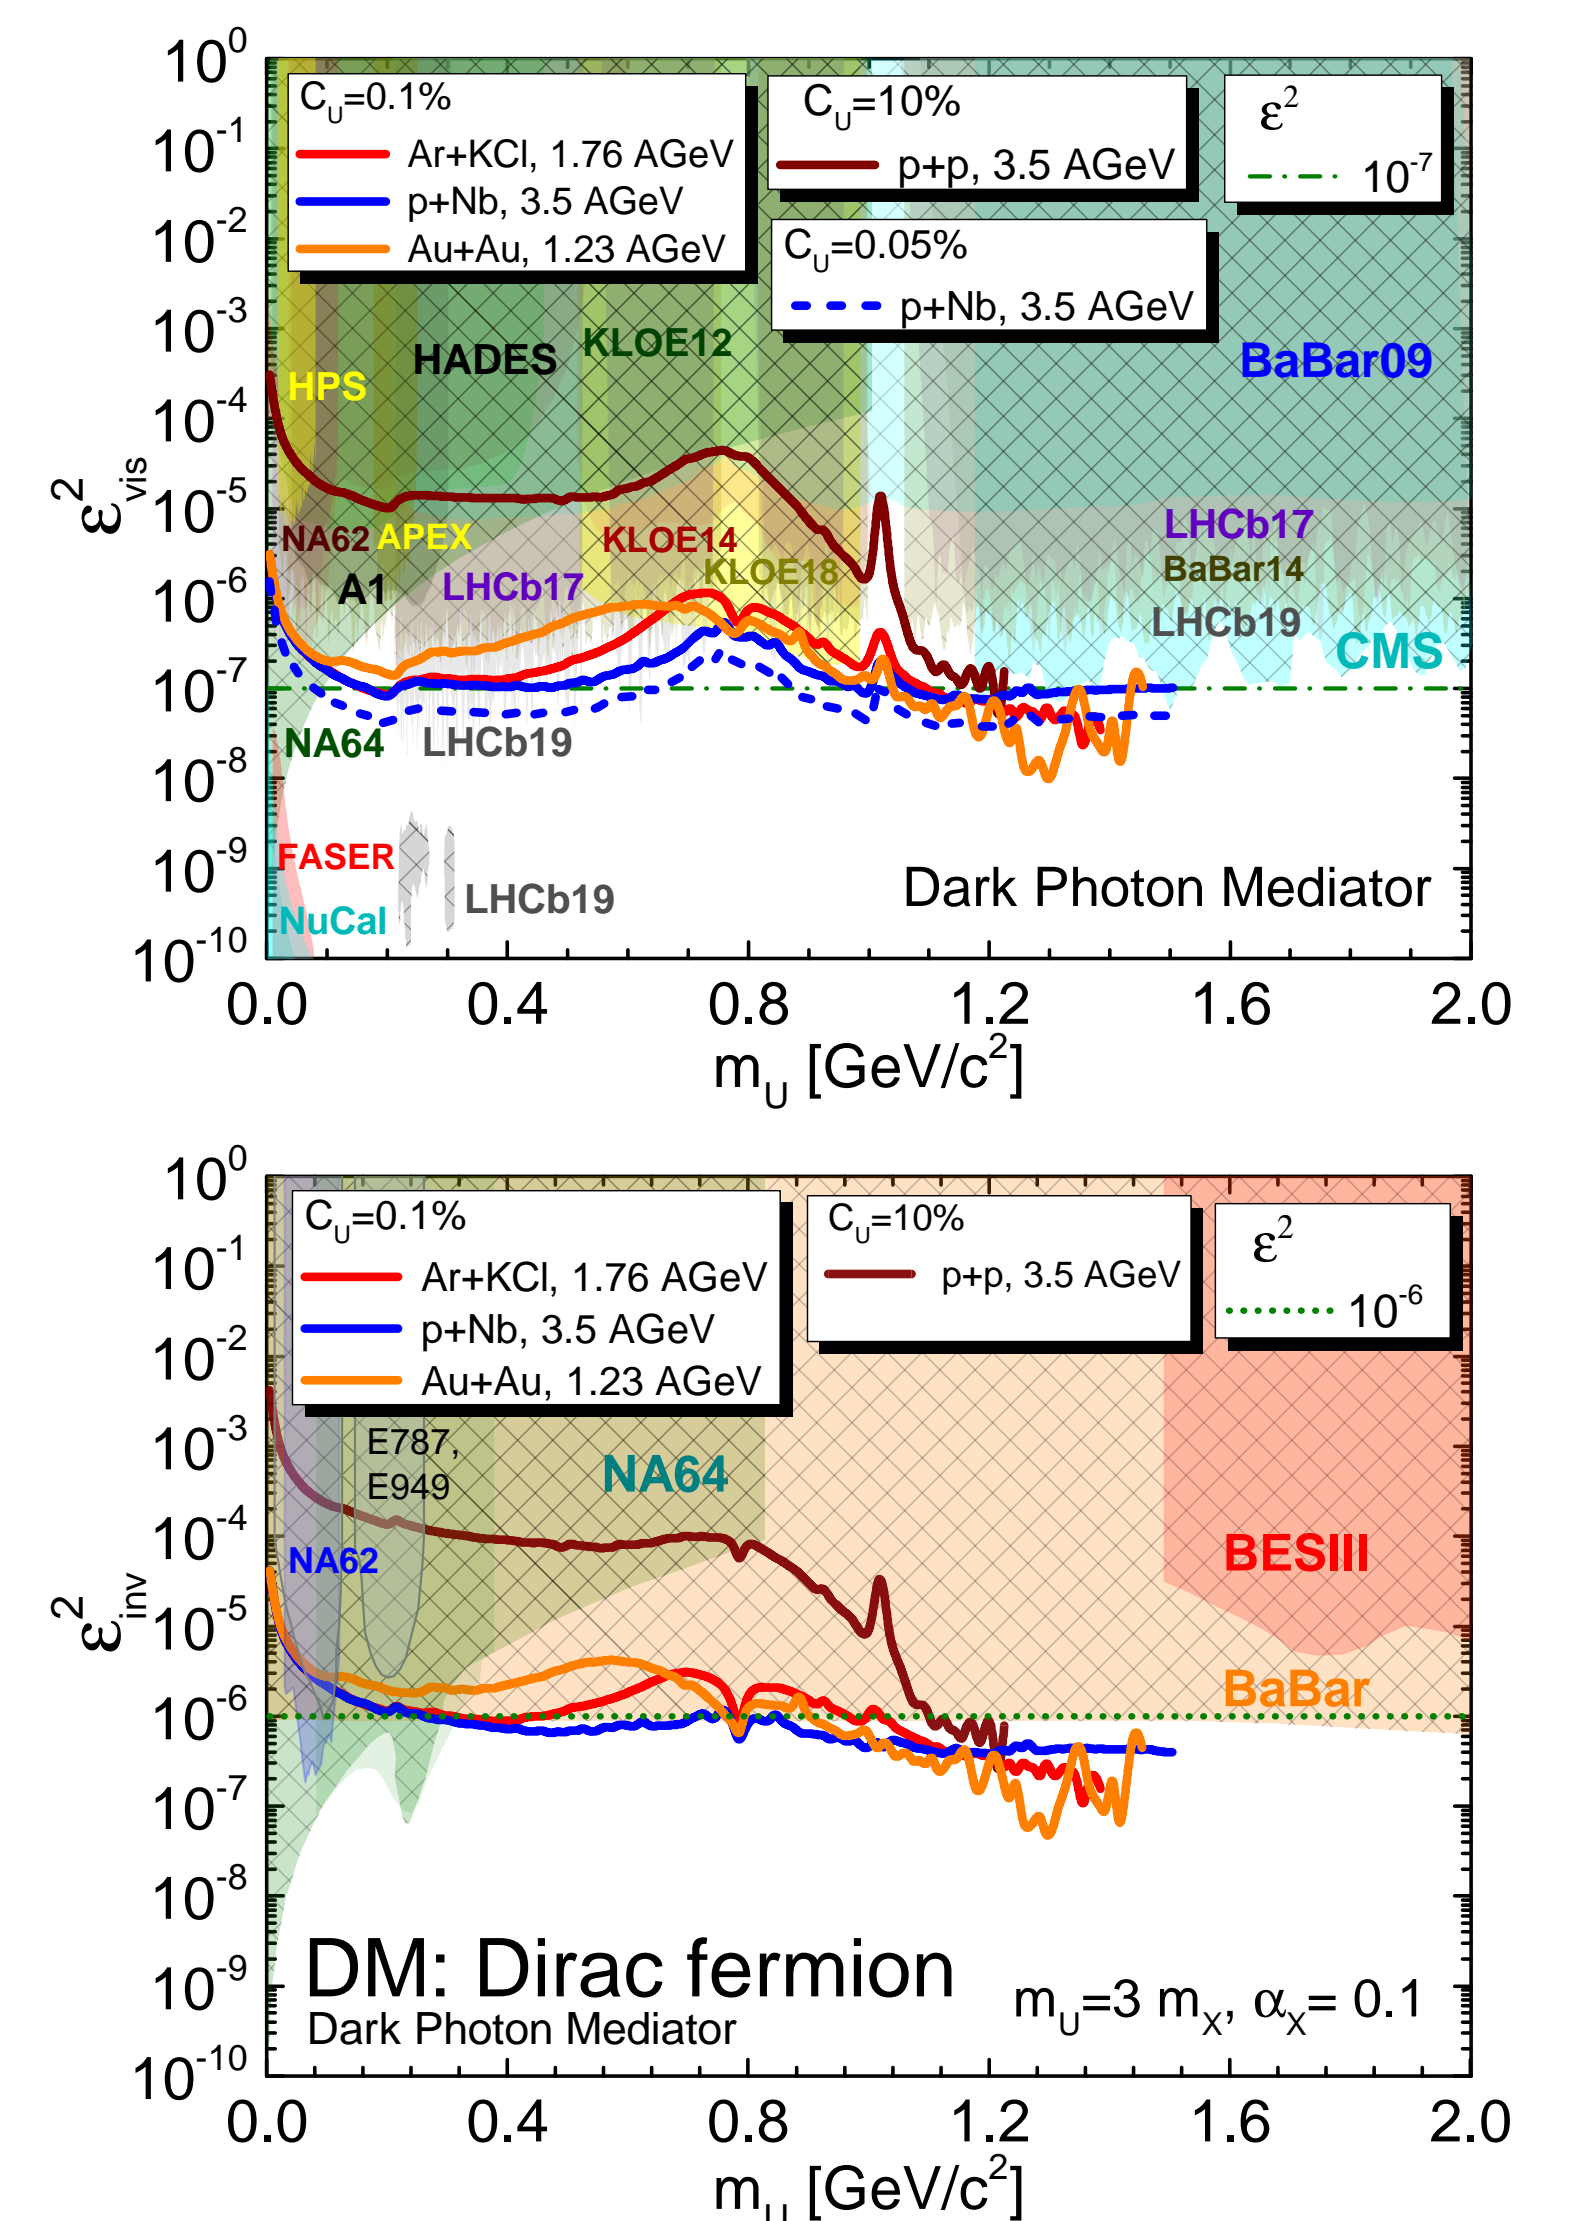 10^0
10^-1
10^-2
10^-3
10^-4
10^-5
10^-6
10^-7
10^-8
10^-9
10^-10
ε^2_vis
C_U=0.1%
Ar+KCl, 1.76 AGeV
p+Nb, 3.5 AGeV
Au+Au, 1.23 AGeV
C_U=10%
p+p, 3.5 AGeV
C_U=0.05%
p+Nb, 3.5 AGeV
ε^2
10^-7
HPS
HADES
KLOE12
BaBar09
NA62
APEX
A1
LHCb17
KLOE14
KLOE18
LHCb17
BaBar14
LHCb19
CMS
NA64
LHCb19
FASER
NuCal
LHCb19
Dark Photon Mediator
0.0 0.4 0.8 1.2 1.6 2.0
m_U [GeV/c^2]
10^0
10^-1
10^-2
10^-3
10^-4
10^-5
10^-6
10^-7
10^-8
10^-9
10^-10
ε^2_inv
C_U=0.1%
Ar+KCl, 1.76 AGeV
p+Nb, 3.5 AGeV
Au+Au, 1.23 AGeV
C_U=10%
p+p, 3.5 AGeV
ε^2
10^-6
E787,
E949
NA64
NA62
BESIII
BaBar
DM: Dirac fermion
Dark Photon Mediator
m_U=3 m_X, α_X= 0.1
0.0 0.4 0.8 1.2 1.6 2.0
m_U [GeV/c^2]